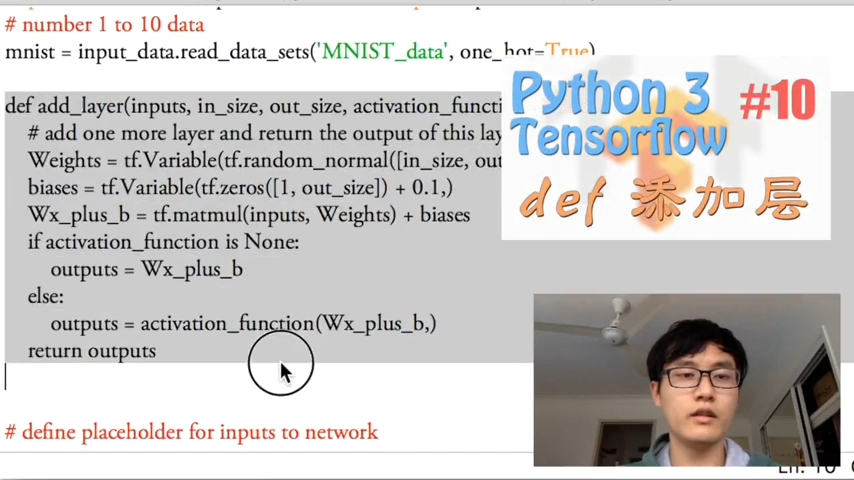 # number 1 to 10 data
mnist = input_data.read_data_sets('MNIST_data', one_hot=True)
def add_layer(inputs, in_size, out_size, activation_functi
# add one more layer and return the output of this lay
Weights = tf.Variable(tf.random_normal([in_size, out
biases = tf.Variable(tf.zeros([1, out_size]) + 0.1,)
Wx_plus_b = tf.matmul(inputs, Weights) + biases
if activation_function is None:
outputs = Wx_plus_b
else:
outputs = activation_function(Wx_plus_b,)
return outputs
# define placeholder for inputs to network
Python 3 #10
Tensorflow
def 添加层